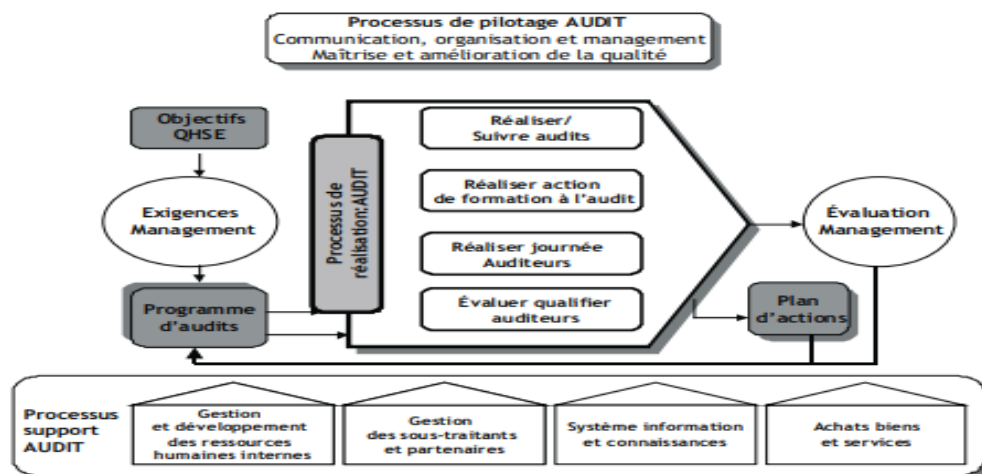 Processus de pilotage AUDIT
Communication, organisation et management
Maîtrise et amélioration de la qualité
Objectifs
QHSE
Exigences
Management
Programme
d'audits
Processus de
réalisation:AUDIT
Réaliser/
Suivre audits
Réaliser action
de formation à l'audit
Réaliser journée
Auditeurs
Évaluer qualifier
auditeurs
Évaluation
Management
Plan
d'actions
Processus
support
AUDIT
Gestion
et développement
des ressources
humaines internes
Gestion
des sous-traitants
et partenaires
Système information
et connaissances
Achats biens
et services